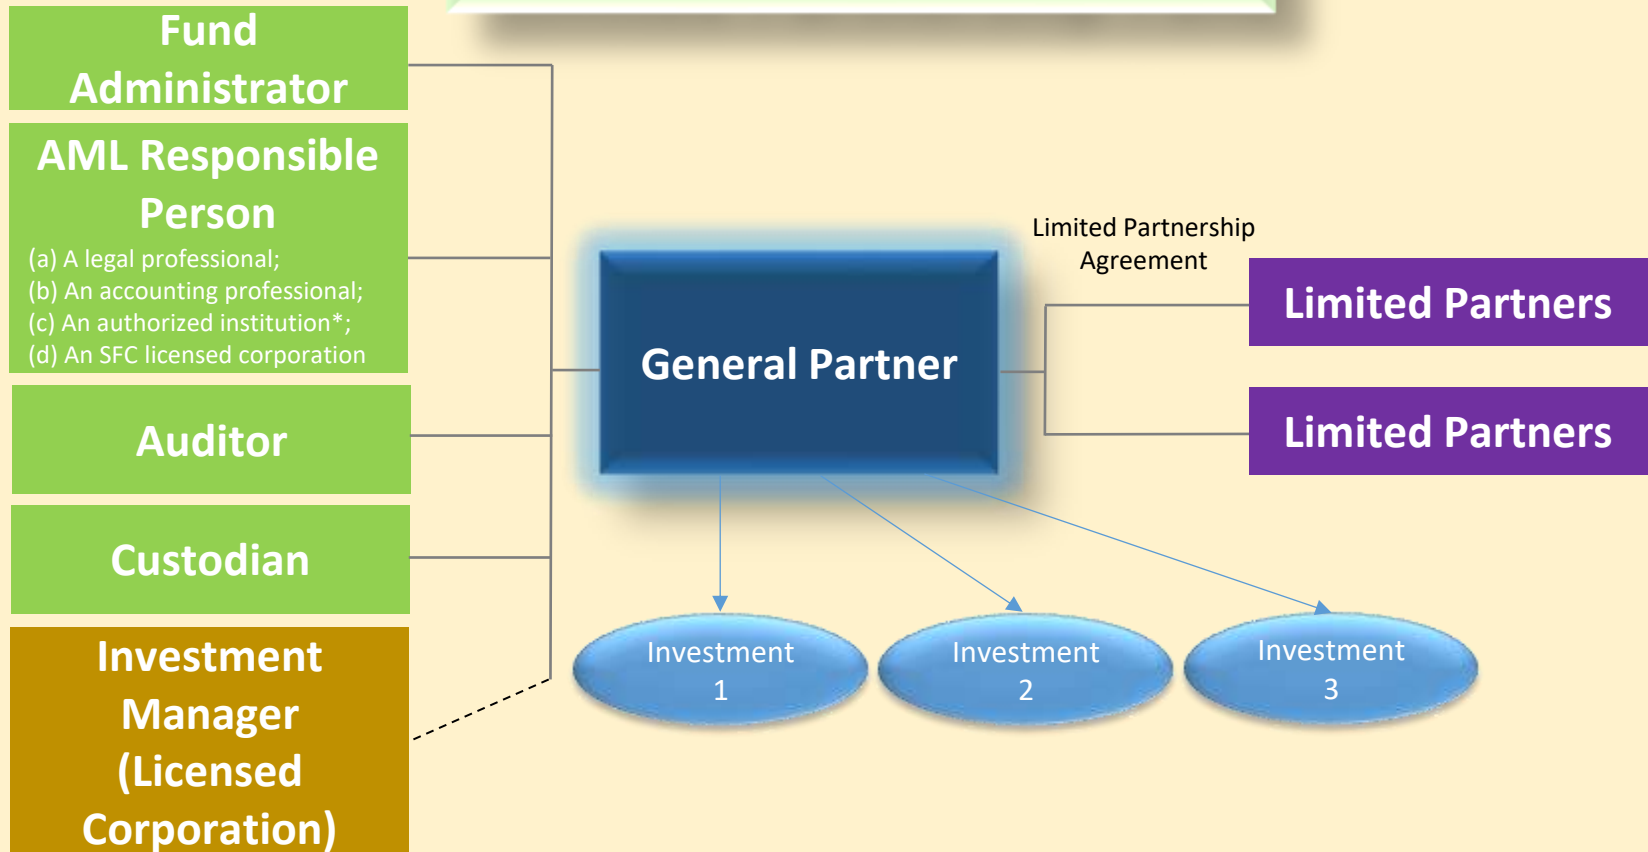 Fund
Administrator
AML Responsible
Person
(a) A legal professional;
(b) An accounting professional;
(c) An authorized institution*;
(d) An SFC licensed corporation
Auditor
Custodian
Investment
Manager
(Licensed
Corporation)
General Partner
Limited Partnership
Agreement
Limited Partners
Limited Partners
Investment
1
Investment
2
Investment
3